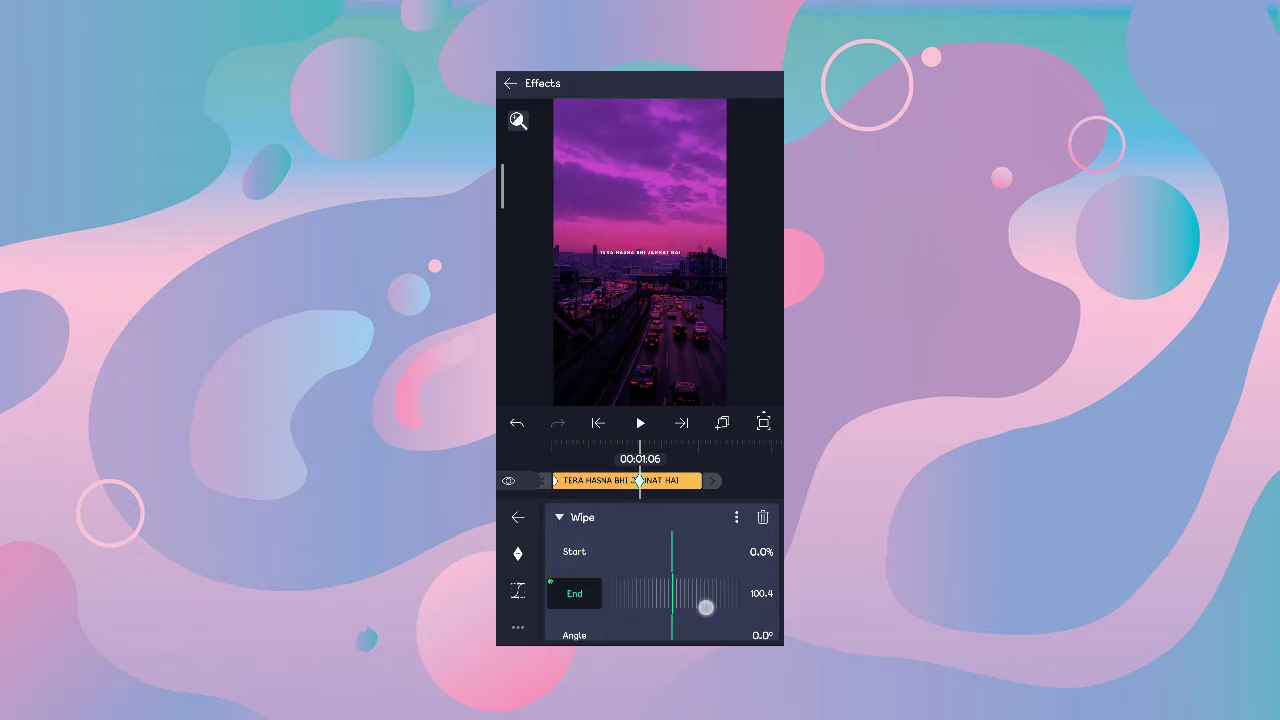 Effects
TERA HASNA BHI JANNAT HAI
00:01:06
TERA HASNA BHI J NNAT HAI
Wipe
Start 0.0%
End 100.4
Angle 0.0°